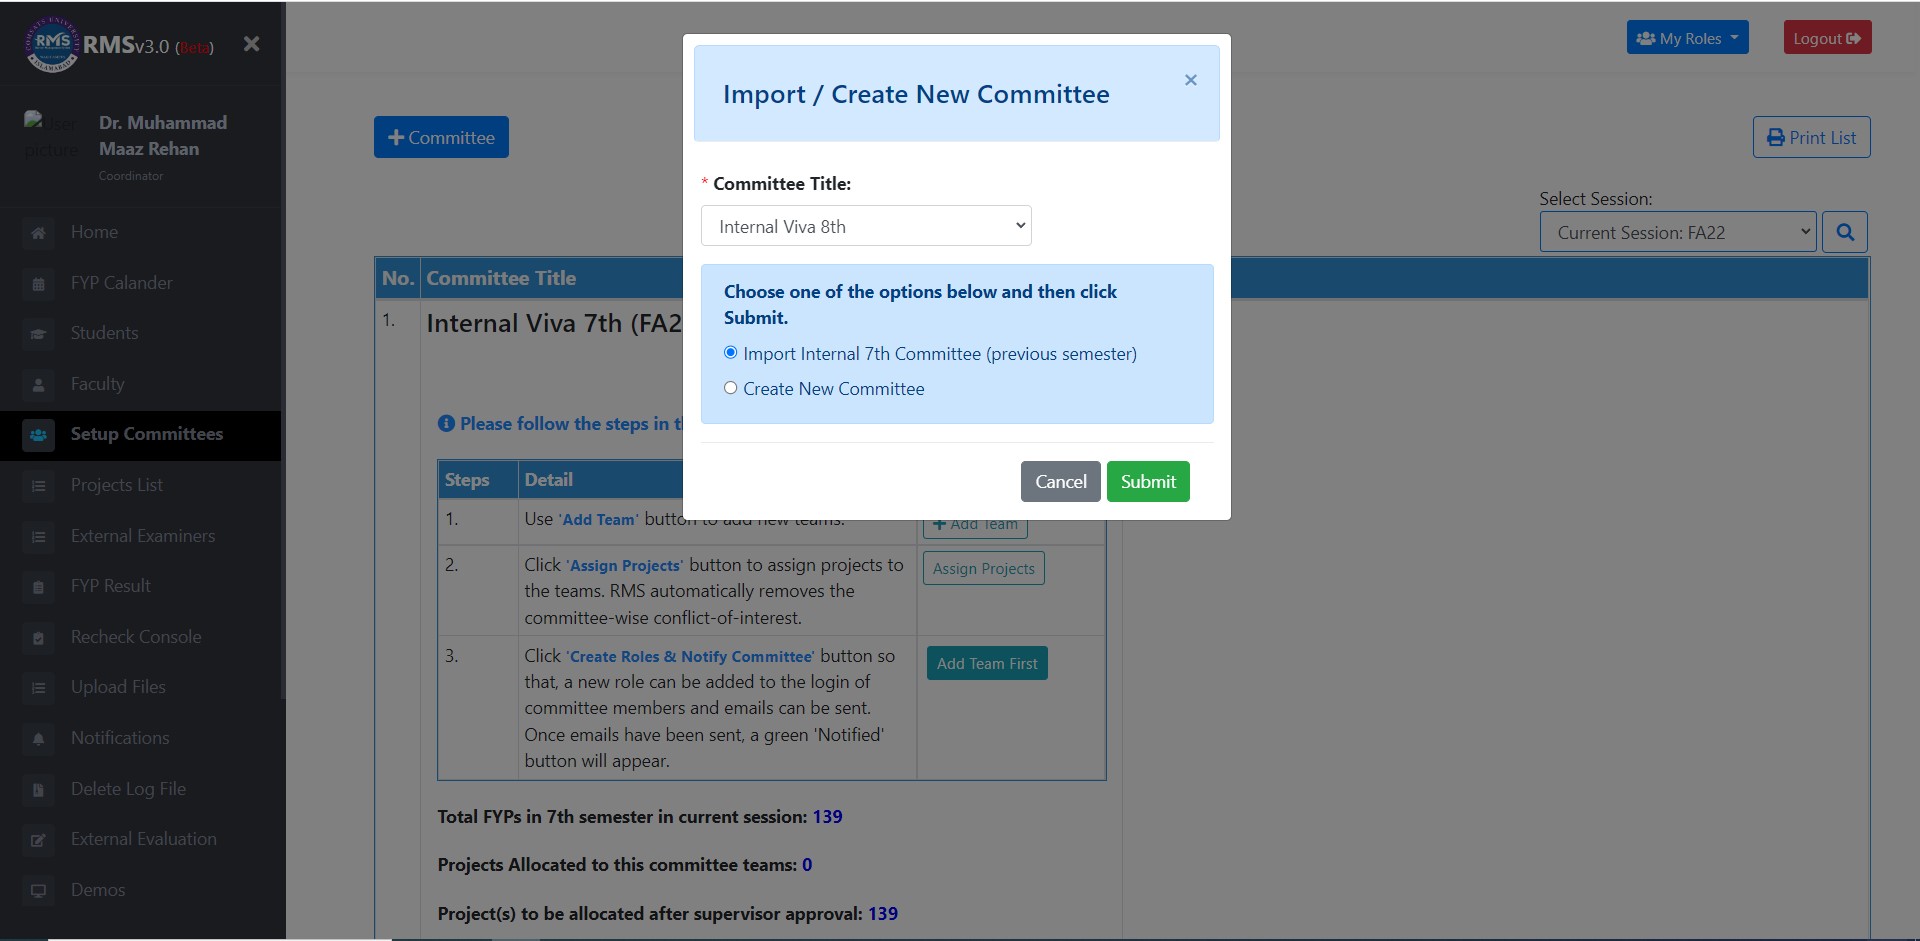 RMSv3.0 (Beta)
Dr. Muhammad
Maaz Rehan
Coordinator
Home
FYP Calander
Students
Faculty
Setup Committees
Projects List
External Examiners
FYP Result
Recheck Console
Upload Files
Notifications
Delete Log File
External Evaluation
Demos
My Roles
Logout
Committee
Print List
Select Session:
Current Session: FA22
No. Committee Title
1. Internal Viva 7th (FA2
Please follow the steps in t
Steps Detail
1. Use 'Add Team' button to add new teams. Add Team
2. Click 'Assign Projects' button to assign projects to Assign Projects
the teams. RMS automatically removes the
committee-wise conflict-of-interest.
3. Click 'Create Roles & Notify Committee' button so Add Team First
that, a new role can be added to the login of
committee members and emails can be sent.
Once emails have been sent, a green 'Notified'
button will appear.
Total FYPs in 7th semester in current session: 139
Projects Allocated to this committee teams: 0
Project(s) to be allocated after supervisor approval: 139
Import / Create New Committee
×
* Committee Title:
Internal Viva 8th
Choose one of the options below and then click
Submit.
Import Internal 7th Committee (previous semester)
Create New Committee
Cancel Submit